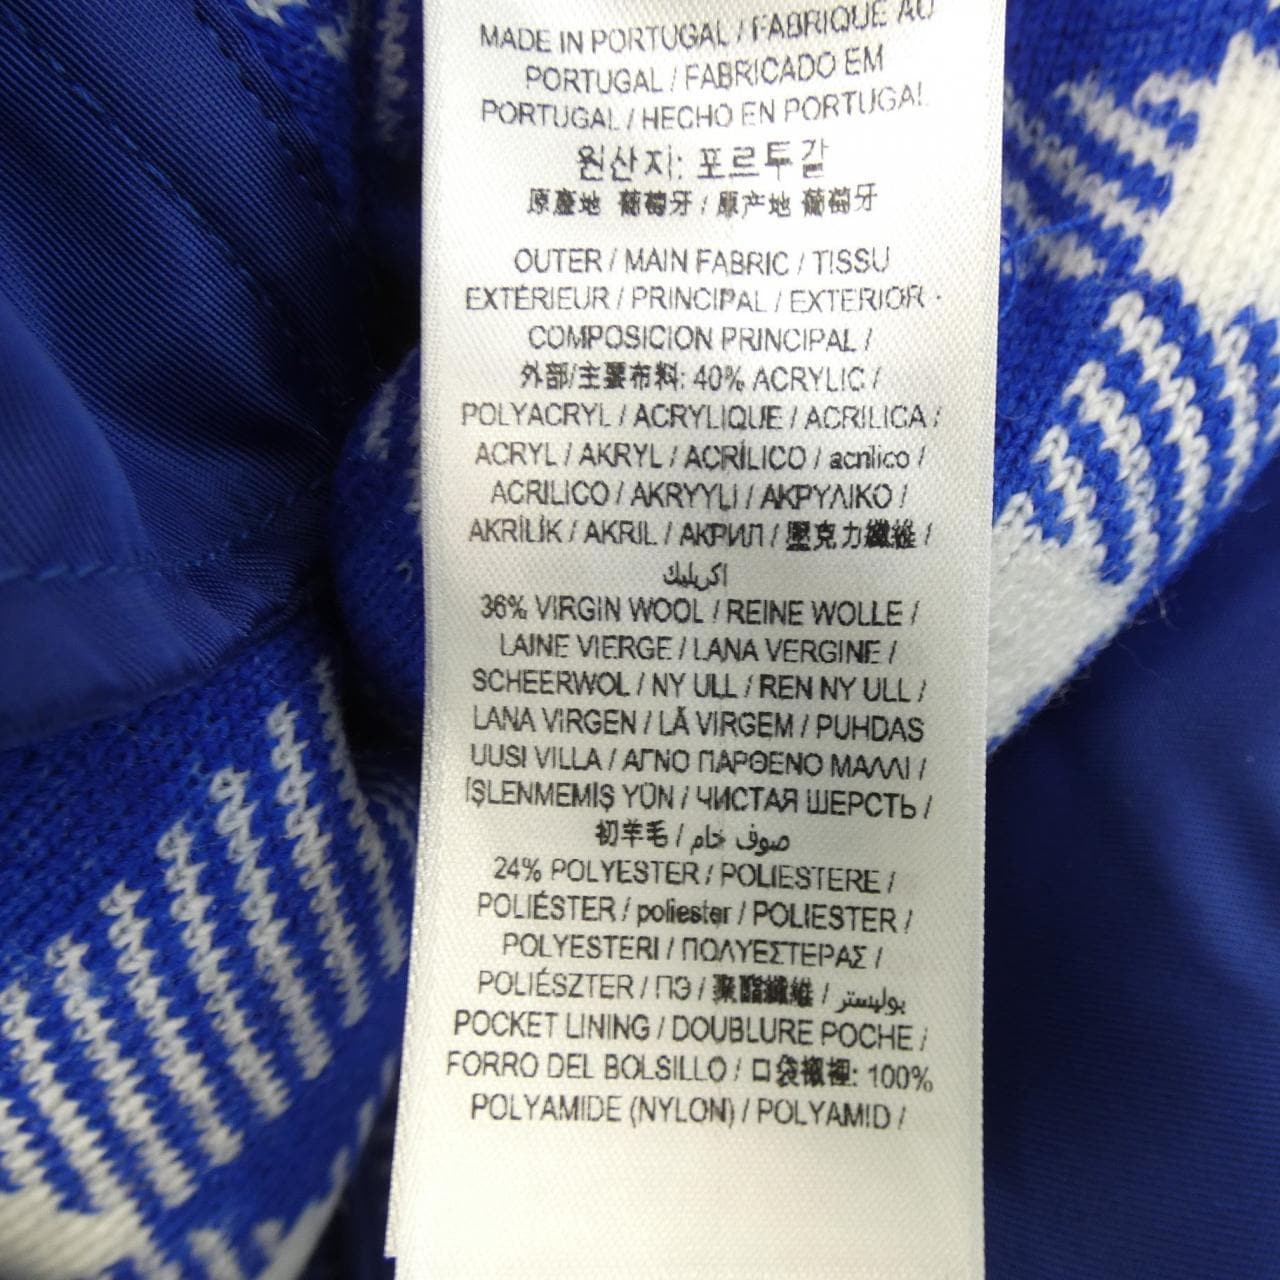 MADE IN PORTUGAL / FABRIQUÉ AU
PORTUGAL / FABRICADO EM
PORTUGAL / HECHO EN PORTUGAL
원산지: 포르투갈
原產地 葡萄牙 / 原产地 葡萄牙
OUTER / MAIN FABRIC / TISSU
EXTÉRIEUR / PRINCIPAL / EXTERIOR ·
COMPOSICION PRINCIPAL /
外部/主要布料: 40% ACRYLIC /
POLYACRYL / ACRYLIQUE / ACRILICA /
ACRYL / AKRYL / ACRÍLICO / acrílico /
ACRILICO / AKRYYLI / ΑΚΡΥΛΙΚΟ /
AKRİLİK / AKRIL / АКРИЛ / 壓克力纖維 /
اكريليك
36% VIRGIN WOOL / REINE WOLLE /
LAINE VIERGE / LANA VERGINE /
SCHEERWOL / NY ULL / REN NY ULL /
LANA VIRGEN / LÃ VIRGEM / PUHDAS
UUSI VILLA / ΑΓΝΟ ΠΑΡΘΕΝΟ ΜΑΛΛΙ /
İŞLENMEMİŞ YÜN / ЧИСТАЯ ШЕРСТЬ /
初羊毛 / صوف خام
24% POLYESTER / POLIESTERE /
POLIÉSTER / poliester / POLIESTER /
POLYESTERI / ΠΟΛΥΕΣΤΕΡΑΣ /
POLIÉSZTER / ПЭ / 聚酯纖維 / بوليستر
POCKET LINING / DOUBLURE POCHE /
FORRO DEL BOLSILLO / 口袋襯裡: 100%
POLYAMIDE (NYLON) / POLYAMID /